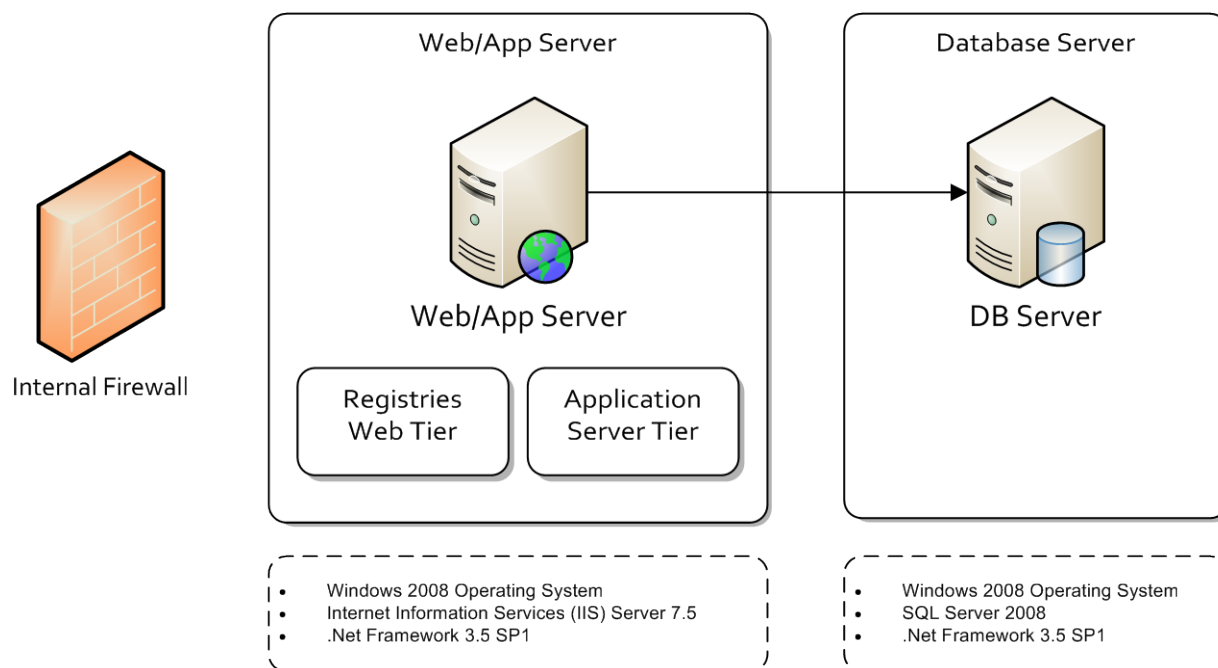 Web/App Server
Database Server
Web/App Server
DB Server
Internal Firewall
Registries
Web Tier
Application
Server Tier
• Windows 2008 Operating System
• Internet Information Services (IIS) Server 7.5
• .Net Framework 3.5 SP1
• Windows 2008 Operating System
• SQL Server 2008
• .Net Framework 3.5 SP1